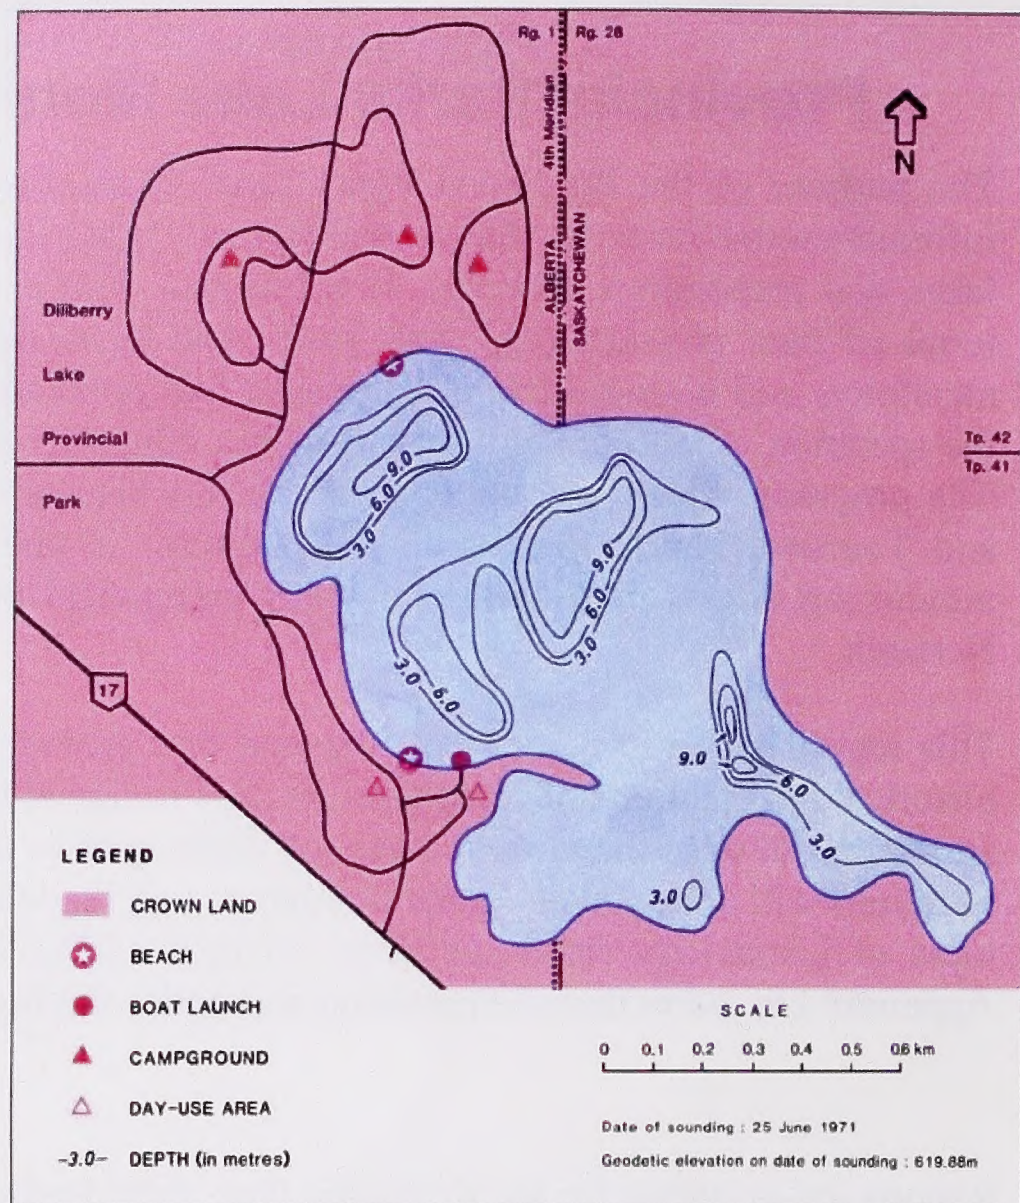 Rg. 1 Rg. 28
4th Meridian
N
ALBERTA
SASKATCHEWAN
Dillberry
Lake
Provincial
Park
Tp. 42
Tp. 41
9.0
6.0
3.0
9.0
6.0
3.0
3.0
6.0
17
9.0
6.0
3.0
3.0
LEGEND
CROWN LAND
BEACH
BOAT LAUNCH
CAMPGROUND
DAY-USE AREA
-3.0- DEPTH (in metres)
SCALE
0 0.1 0.2 0.3 0.4 0.5 0.6 km
Date of sounding : 25 June 1971
Geodetic elevation on date of sounding : 619.88m